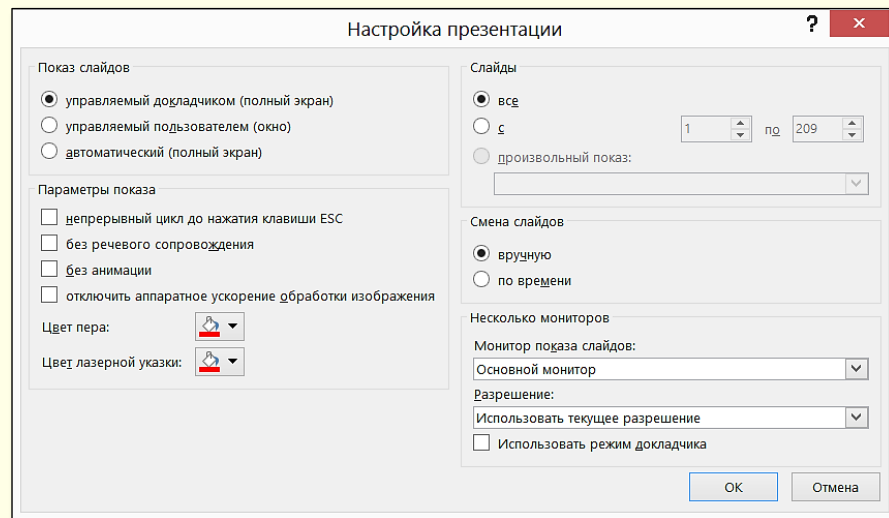 Настройка презентации
?
Показ слайдов
управляемый докладчиком (полный экран)
управляемый пользователем (окно)
автоматический (полный экран)
Параметры показа
непрерывный цикл до нажатия клавиши ESC
без речевого сопровождения
без анимации
отключить аппаратное ускорение обработки изображения
Цвет пера:
Цвет лазерной указки:
Слайды
все
с 1 по 209
произвольный показ:
Смена слайдов
вручную
по времени
Несколько мониторов
Монитор показа слайдов:
Основной монитор
Разрешение:
Использовать текущее разрешение
Использовать режим докладчика
ОК Отмена